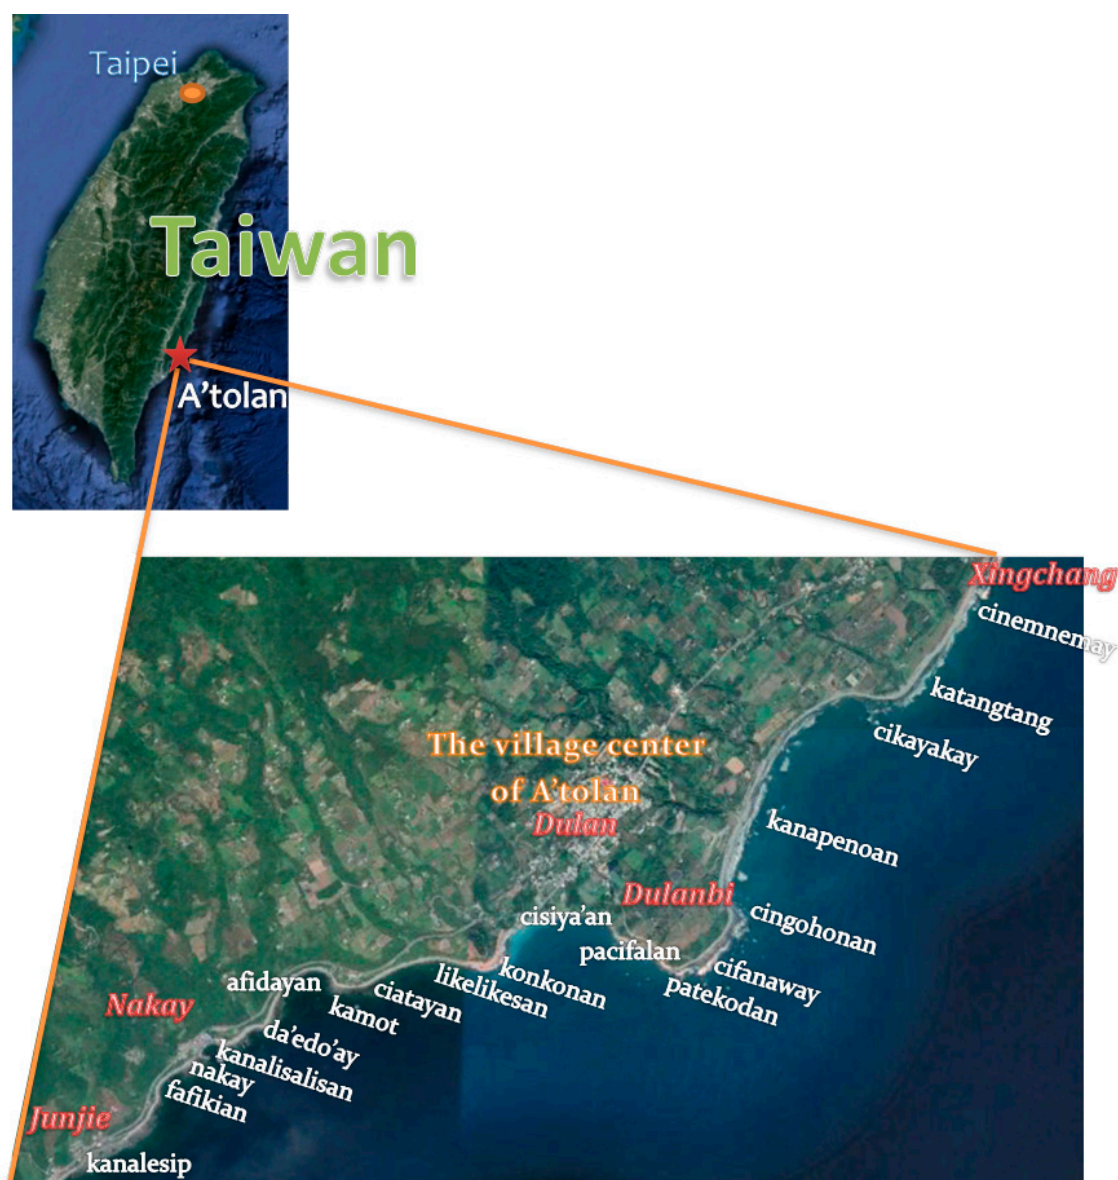 Taipei
Taiwan
A'tolan
Xingchang
cinemnemay
katangtang
cikayakay
The village center
of A'tolan
Dulan
kanapenoan
Dulanbi
cisiya'an
cingohonan
pacifalan
cifanaway
patekodan
konkonan
likelikesan
afidayan
ciatayan
kamot
Nakay
da'edo'ay
kanalisalisan
nakay
fafikian
Junjie
kanalesip